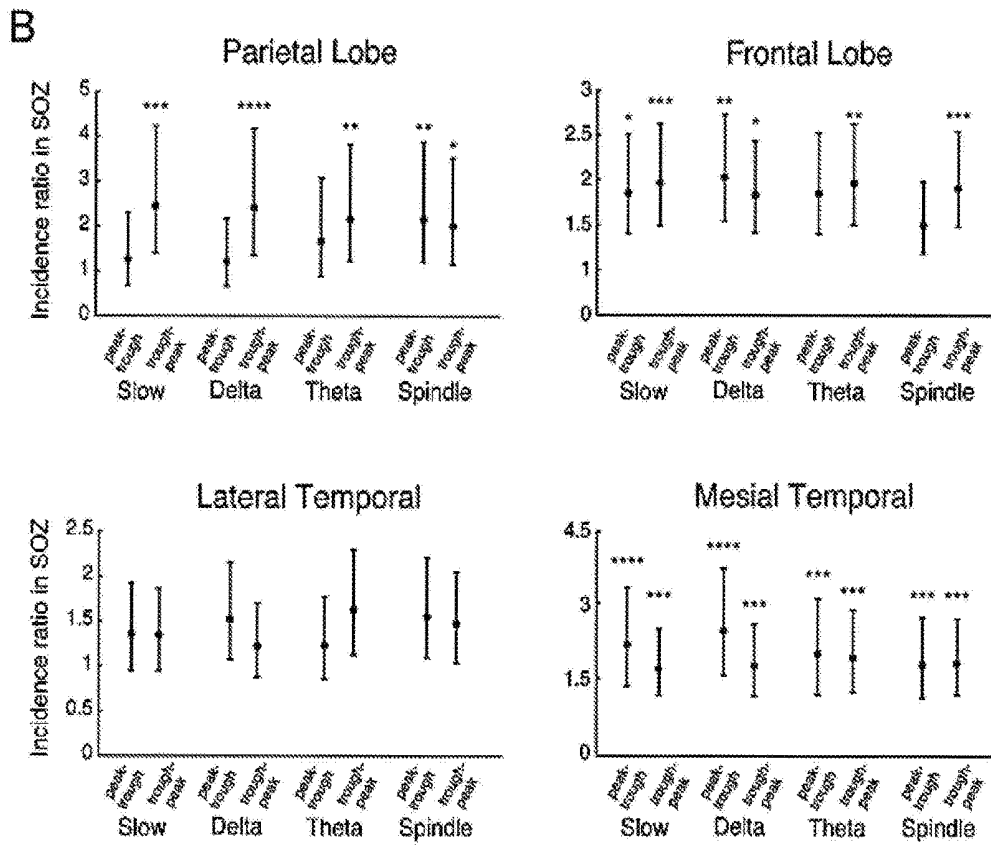 B
Parietal Lobe
Incidence ratio in SOZ
5
4
3
2
1
0
*** **** ** ** *
peak-trough trough-peak peak-trough trough-peak peak-trough trough-peak peak-trough trough-peak
Slow Delta Theta Spindle
Frontal Lobe
3
2.5
2
1.5
1
0
* *** ** * ** ***
peak-trough trough-peak peak-trough trough-peak peak-trough trough-peak peak-trough trough-peak
Slow Delta Theta Spindle
Lateral Temporal
Incidence ratio in SOZ
2.5
2
1.5
1
0.5
0
peak-trough trough-peak peak-trough trough-peak peak-trough trough-peak peak-trough trough-peak
Slow Delta Theta Spindle
Mesial Temporal
4.5
3
1.5
0
**** *** **** *** *** *** *** ***
peak-trough trough-peak peak-trough trough-peak peak-trough trough-peak peak-trough trough-peak
Slow Delta Theta Spindle